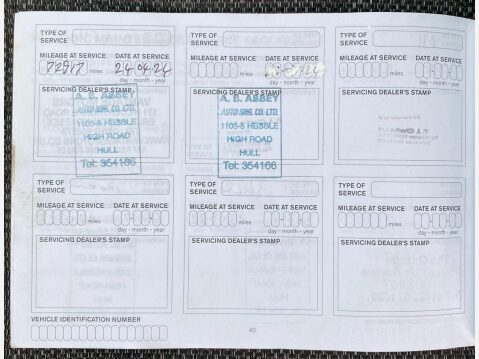 TYPE OF
SERVICE
MILEAGE AT SERVICE DATE AT SERVICE
miles 24 04 24
day - month - year
SERVICING DEALER'S STAMP
A. B. ABBEY
AUTO ENG. CO. LTD.
1103-5 HESSLE
HIGH ROAD
HULL
Tel: 354166
TYPE OF
SERVICE
MILEAGE AT SERVICE DATE AT SERVICE
miles
day - month - year
SERVICING DEALER'S STAMP
A. B. ABBEY
AUTO ENG. CO. LTD.
1103-5 HESSLE
HIGH ROAD
HULL
Tel: 354166
TYPE OF
SERVICE
MILEAGE AT SERVICE DATE AT SERVICE
miles
day - month - year
SERVICING DEALER'S STAMP
TYPE OF
SERVICE
MILEAGE AT SERVICE DATE AT SERVICE
miles
day - month - year
SERVICING DEALER'S STAMP
TYPE OF
SERVICE
MILEAGE AT SERVICE DATE AT SERVICE
miles
day - month - year
SERVICING DEALER'S STAMP
TYPE OF
SERVICE
MILEAGE AT SERVICE DATE AT SERVICE
miles
day - month - year
SERVICING DEALER'S STAMP
VEHICLE IDENTIFICATION NUMBER
40